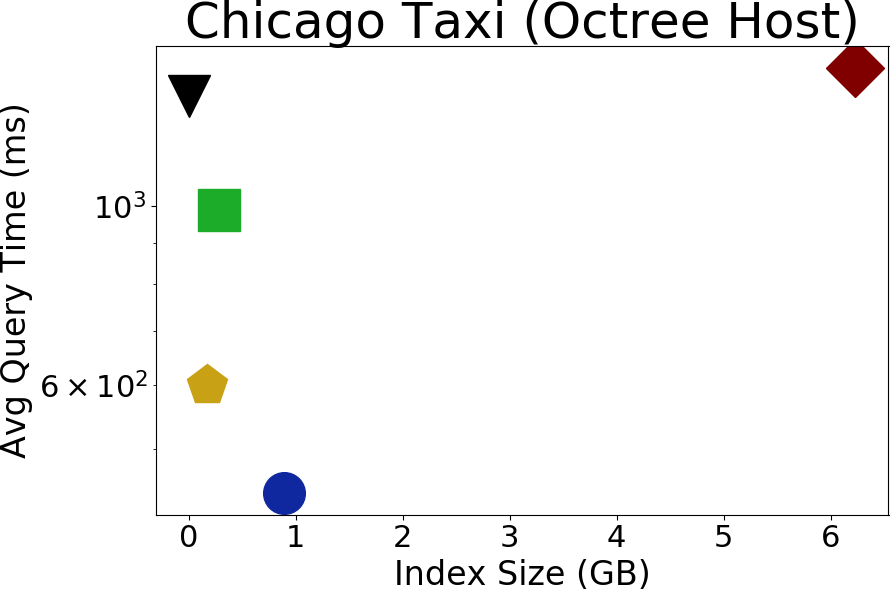 Chicago Taxi (Octree Host)
Avg Query Time (ms)
10³
6 × 10²
0 1 2 3 4 5 6
Index Size (GB)